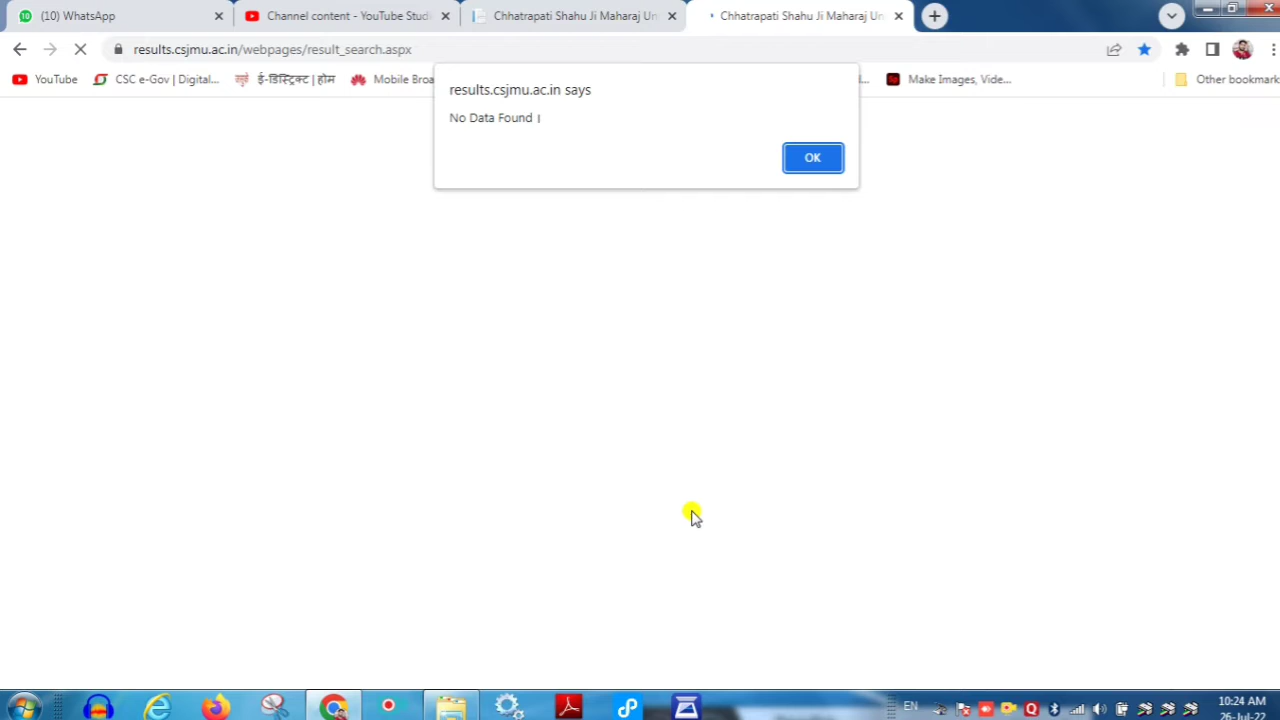 (10) WhatsApp
Channel content - YouTube Studi
Chhatrapati Shahu Ji Maharaj Un
Chhatrapati Shahu Ji Maharaj Un
results.csjmu.ac.in/webpages/result_search.aspx
YouTube
CSC e-Gov | Digital...
ई-डिस्ट्रिक्ट | होम
Mobile Broa
Make Images, Vide...
Other bookmark
results.csjmu.ac.in says
No Data Found ।
OK
EN
10:24 AM
26-Jul-22